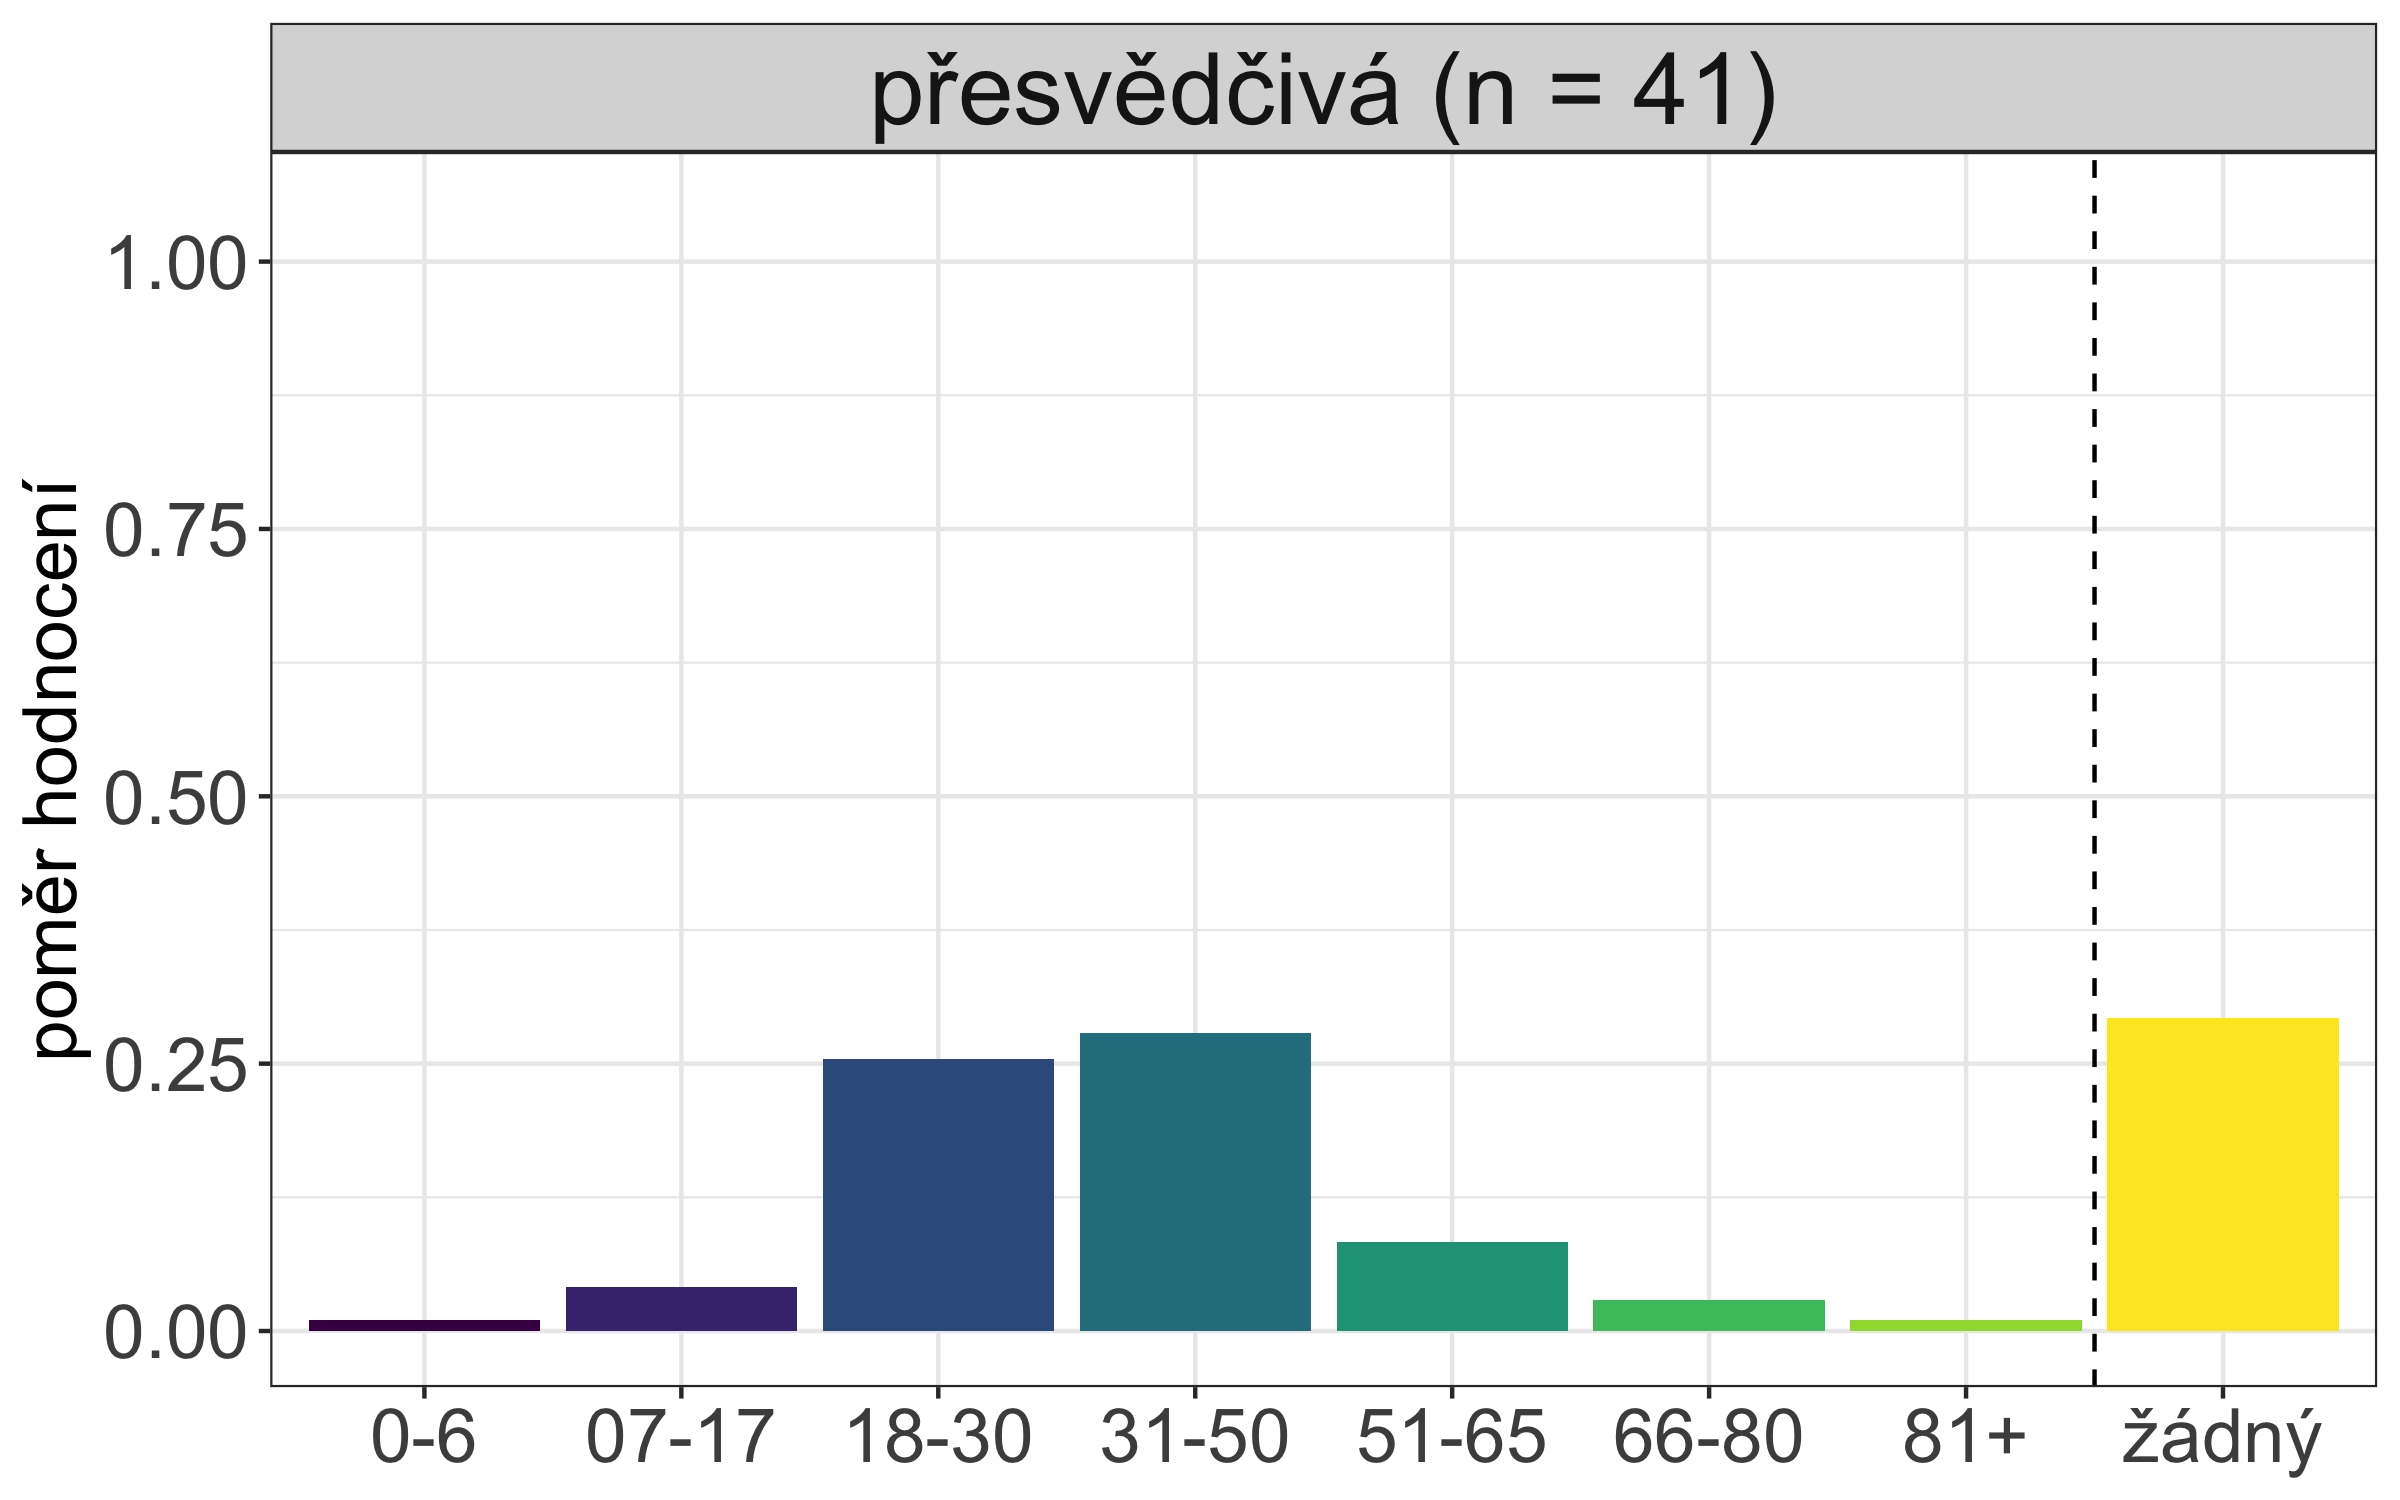 přesvědčivá (n = 41)
poměr hodnocení
1.00
0.75
0.50
0.25
0.00
0-6 07-17 18-30 31-50 51-65 66-80 81+ žádný